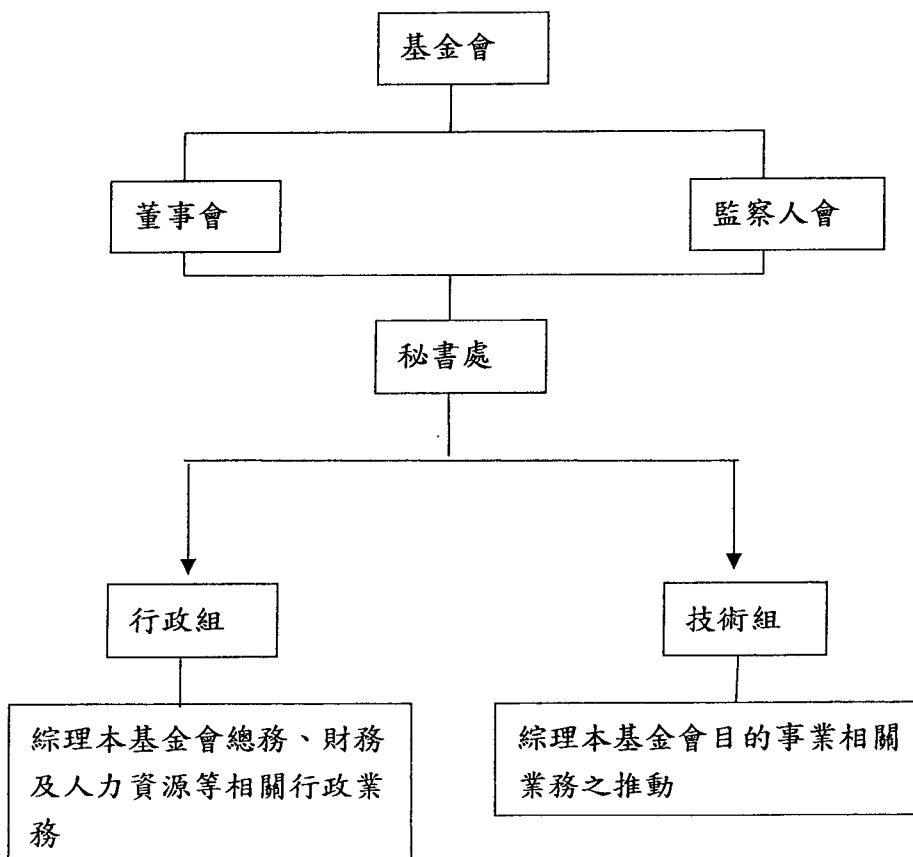 基金會
董事會
監察人會
秘書處
行政組
技術組
綜理本基金會總務、財務
及人力資源等相關行政業
務
綜理本基金會目的事業相關
業務之推動